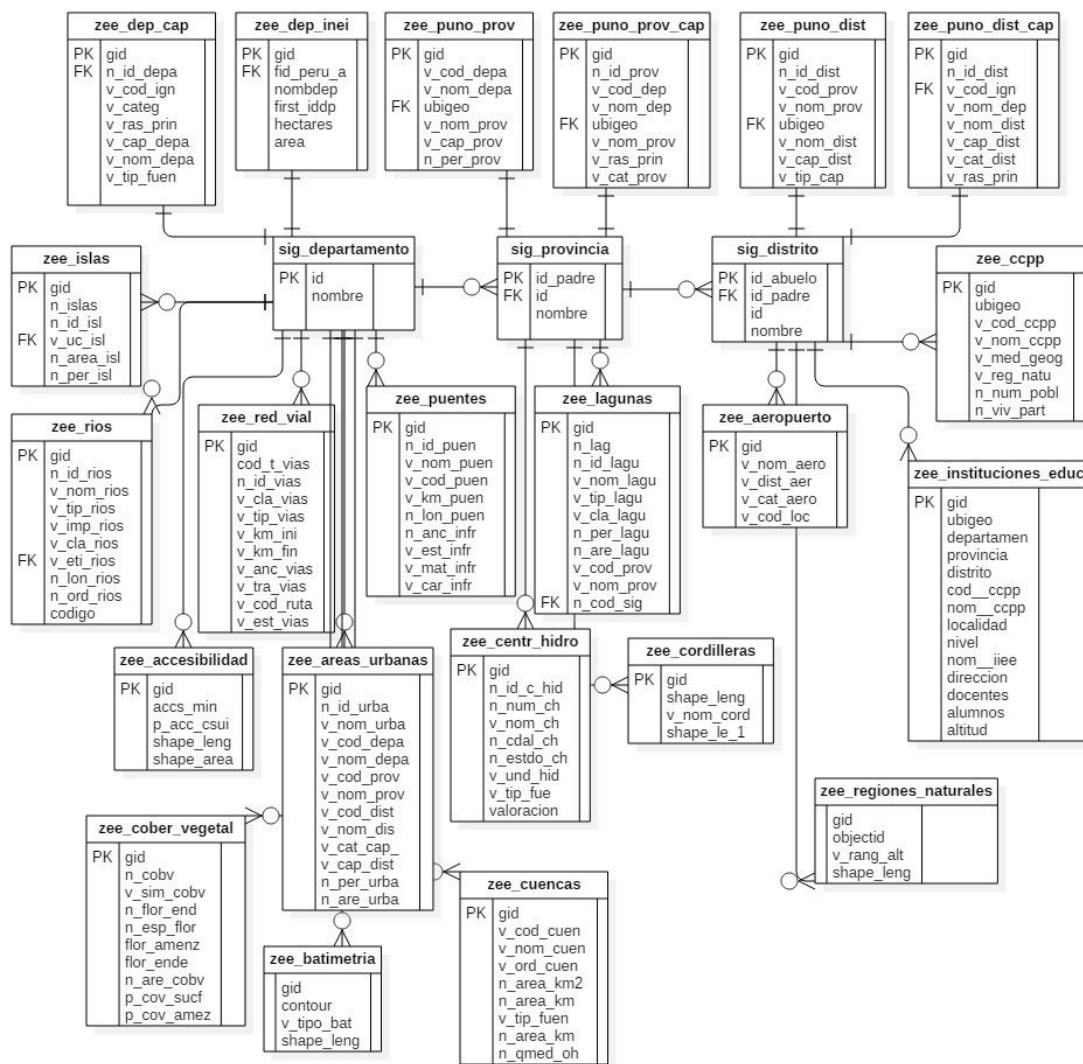 zee_dep_cap
PK gid
FK n_id_depa
v_cod_ign
v_categ
v_ras_prin
v_cap_depa
v_nom_depa
v_tip_fuen
zee_dep_inei
PK gid
FK fid_peru_a
nombdep
first_iddp
hectares
area
zee_puno_prov
PK gid
v_cod_depa
v_nom_depa
FK ubigeo
v_nom_prov
v_cap_prov
n_per_prov
zee_puno_prov_cap
PK gid
n_id_prov
v_cod_dep
v_nom_dep
FK ubigeo
v_nom_prov
v_ras_prin
v_cat_prov
zee_puno_dist
PK gid
n_id_dist
v_cod_prov
v_nom_prov
FK ubigeo
v_nom_dist
v_cap_dist
v_tip_cap
zee_puno_dist_cap
PK gid
n_id_dist
FK v_cod_ign
v_nom_dep
v_nom_dist
v_cap_dist
v_cat_dist
v_ras_prin
zee_islas
PK gid
n_islas
n_id_isl
FK v_uc_isl
n_area_isl
n_per_isl
sig_departamento
PK id
nombre
sig_provincia
PK id_padre
FK id
nombre
sig_distrito
PK id_abuelo
FK id_padre
id
nombre
zee_ccpp
PK gid
ubigeo
v_cod_ccpp
v_nom_ccpp
v_med_geog
v_reg_natu
n_num_pobl
n_viv_part
zee_rios
PK gid
n_id_rios
v_nom_rios
v_tip_rios
v_imp_rios
v_cla_rios
FK v_eti_rios
n_lon_rios
n_ord_rios
codigo
zee_red_vial
PK gid
cod_t_vias
n_id_vias
v_cla_vias
v_tip_vias
v_km_ini
v_km_fin
v_anc_vias
v_tra_vias
v_cod_ruta
v_est_vias
zee_puentes
PK gid
n_id_puen
v_nom_puen
v_cod_puen
v_km_puen
n_lon_puen
n_anc_infr
v_est_infr
v_mat_infr
v_car_infr
zee_lagunas
PK gid
n_lag
n_id_lagu
v_nom_lagu
v_tip_lagu
v_cla_lagu
n_per_lagu
n_are_lagu
v_cod_prov
v_nom_prov
FK n_cod_sig
zee_aeropuerto
PK gid
v_nom_aero
v_dist_aer
v_cat_aero
v_cod_loc
zee_instituciones_educ
PK gid
ubigeo
departamen
provincia
distrito
cod__ccpp
nom__ccpp
localidad
nivel
nom__iiee
direccion
docentes
alumnos
altitud
zee_accesibilidad
PK gid
accs_min
p_acc_csui
shape_leng
shape_area
zee_areas_urbanas
PK gid
n_id_urba
v_nom_urba
v_cod_depa
v_nom_depa
v_cod_prov
v_nom_prov
v_cod_dist
v_nom_dis
v_cat_cap_
v_cap_dist
n_per_urba
n_are_urba
zee_centr_hidro
PK gid
n_id_c_hid
n_num_ch
v_nom_ch
n_cdal_ch
n_estdo_ch
v_und_hid
v_tip_fue
valoracion
zee_cordilleras
PK gid
shape_leng
v_nom_cord
shape_le_1
zee_regiones_naturales
gid
objectid
v_rang_alt
shape_leng
zee_cober_vegetal
PK gid
n_cobv
v_sim_cobv
n_flor_end
n_esp_flor
flor_amenz
flor_ende
n_are_cobv
p_cov_sucf
p_cov_amez
zee_batimetria
gid
contour
v_tipo_bat
shape_leng
zee_cuencas
PK gid
v_cod_cuen
v_nom_cuen
v_ord_cuen
n_area_km2
n_area_km
v_tip_fuen
n_area_km
n_qmed_oh